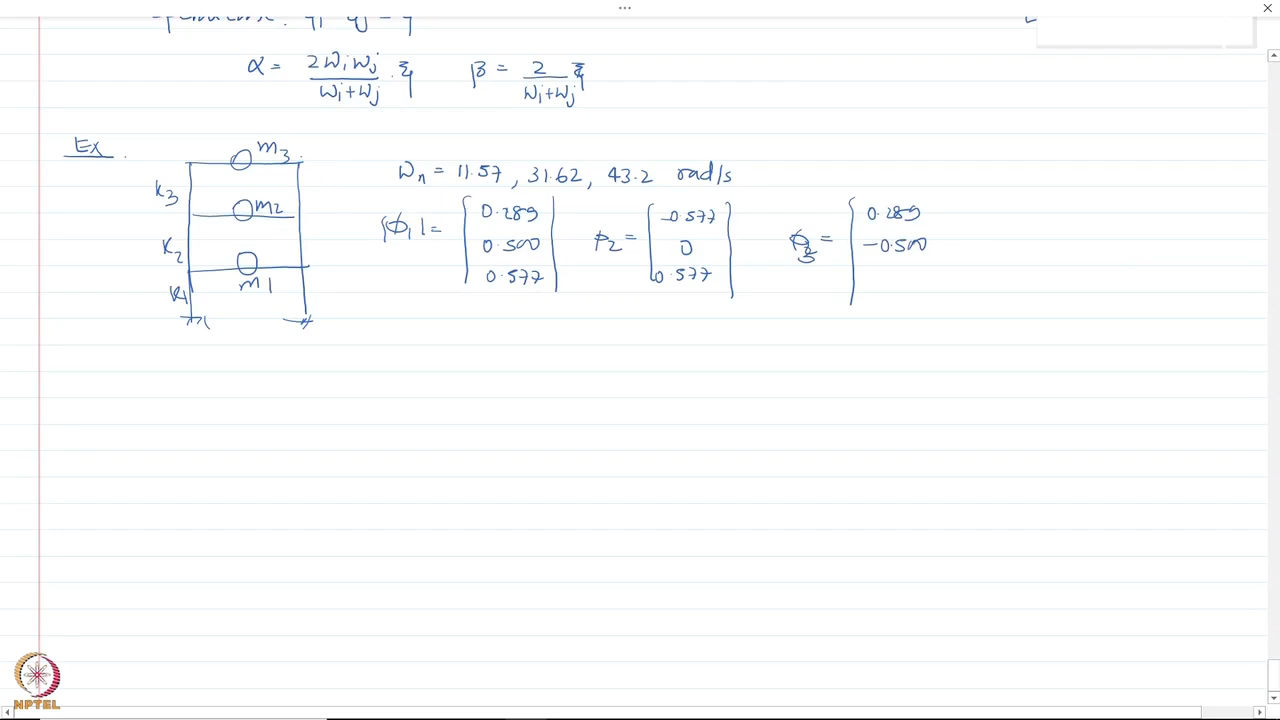 α = 2ωiωj / ωi+ωj . ξ β = 2 / ωi+ωj ξ
Ex.
m3
K3
m2
K2
m1
K1
ωn = 11.57, 31.62, 43.2 rad/s
{ϕ1} = [0.289 0.500 0.577] ϕ2 = [-0.577 0 0.577] ϕ3 = [0.289 -0.500
NPTEL